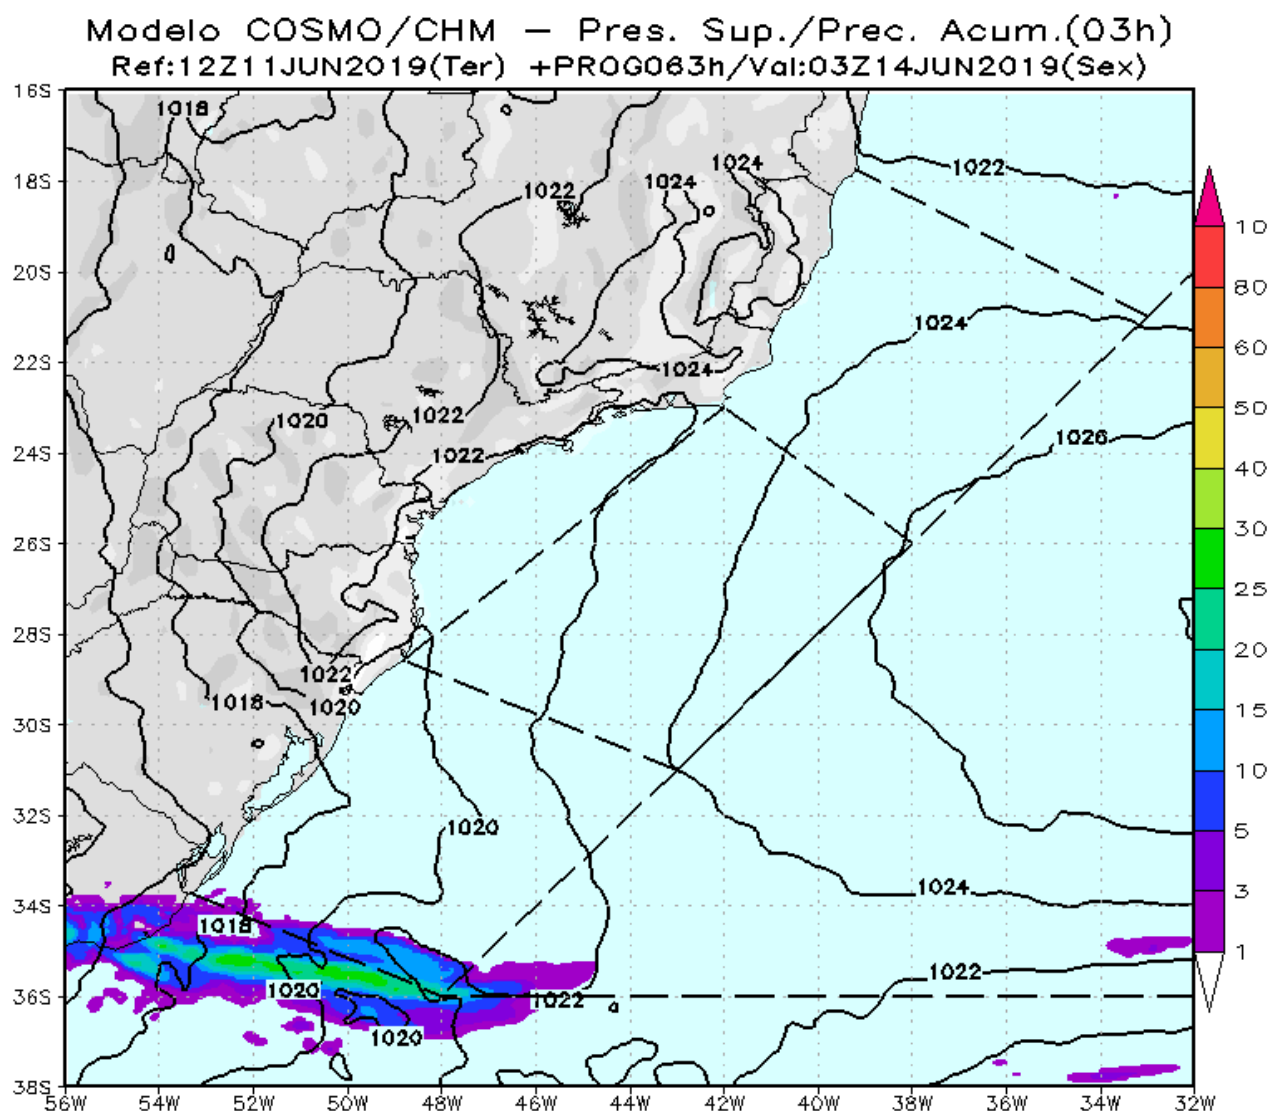 Modelo COSMO/CHM – Pres. Sup./Prec. Acum.(03h)
Ref:12Z11JUN2019(Ter) +PROG063h/Val:03Z14JUN2019(Sex)
16S
1018
1024
1022
18S
1024
1022
10
20S
80
1024
22S
60
1024
50
1020
1022
1026
24S
1022
40
26S
30
25
28S
20
1022
1018
1020
30S
15
10
32S
1020
5
1024
3
34S
1018
1022
1
1020
36S
1022
1020
38S
56W 54W 52W 50W 48W 46W 44W 42W 40W 38W 36W 34W 32W